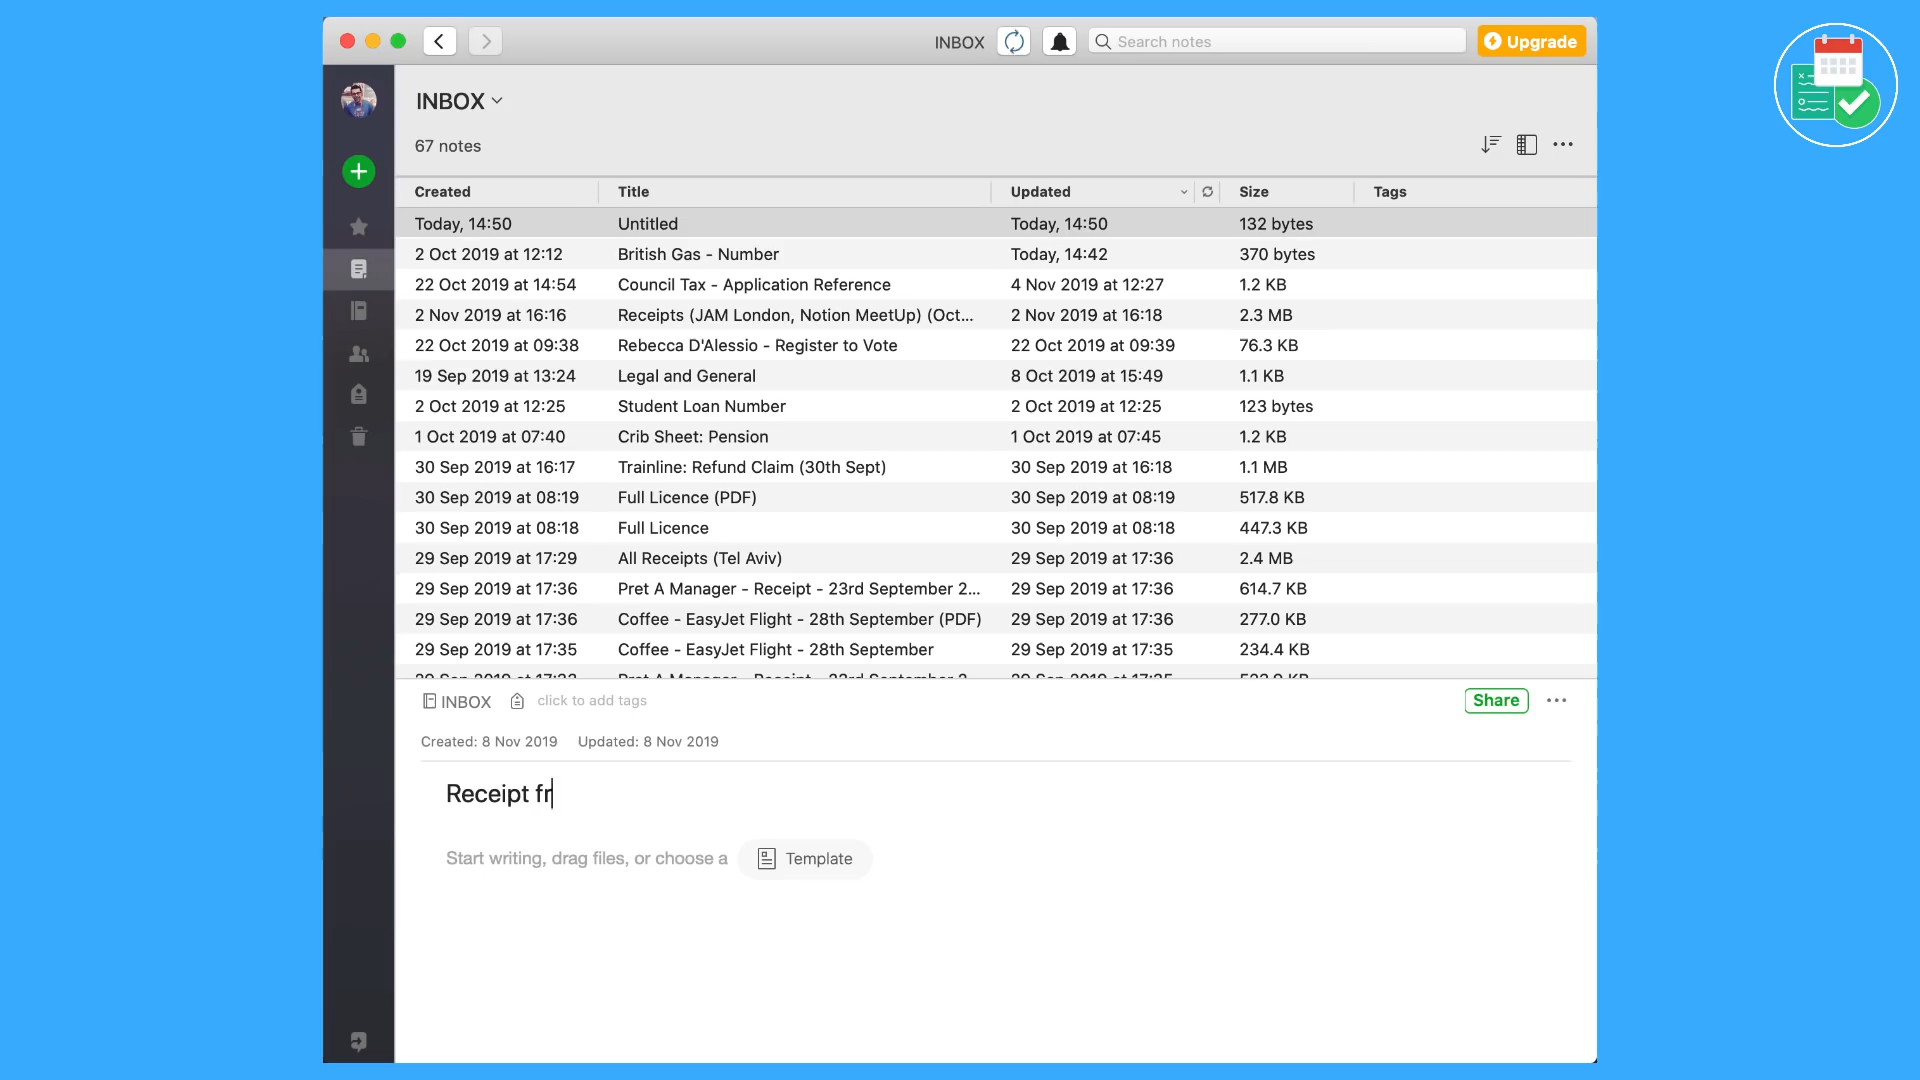 INBOX Search notes Upgrade
INBOX
67 notes
Created Title Updated Size Tags
Today, 14:50 Untitled Today, 14:50 132 bytes
2 Oct 2019 at 12:12 British Gas - Number Today, 14:42 370 bytes
22 Oct 2019 at 14:54 Council Tax - Application Reference 4 Nov 2019 at 12:27 1.2 KB
2 Nov 2019 at 16:16 Receipts (JAM London, Notion MeetUp) (Oct... 2 Nov 2019 at 16:18 2.3 MB
22 Oct 2019 at 09:38 Rebecca D'Alessio - Register to Vote 22 Oct 2019 at 09:39 76.3 KB
19 Sep 2019 at 13:24 Legal and General 8 Oct 2019 at 15:49 1.1 KB
2 Oct 2019 at 12:25 Student Loan Number 2 Oct 2019 at 12:25 123 bytes
1 Oct 2019 at 07:40 Crib Sheet: Pension 1 Oct 2019 at 07:45 1.2 KB
30 Sep 2019 at 16:17 Trainline: Refund Claim (30th Sept) 30 Sep 2019 at 16:18 1.1 MB
30 Sep 2019 at 08:19 Full Licence (PDF) 30 Sep 2019 at 08:19 517.8 KB
30 Sep 2019 at 08:18 Full Licence 30 Sep 2019 at 08:18 447.3 KB
29 Sep 2019 at 17:29 All Receipts (Tel Aviv) 29 Sep 2019 at 17:36 2.4 MB
29 Sep 2019 at 17:36 Pret A Manager - Receipt - 23rd September 2... 29 Sep 2019 at 17:36 614.7 KB
29 Sep 2019 at 17:36 Coffee - EasyJet Flight - 28th September (PDF) 29 Sep 2019 at 17:36 277.0 KB
29 Sep 2019 at 17:35 Coffee - EasyJet Flight - 28th September 29 Sep 2019 at 17:35 234.4 KB
INBOX click to add tags Share
Created: 8 Nov 2019 Updated: 8 Nov 2019
Receipt fr
Start writing, drag files, or choose a Template